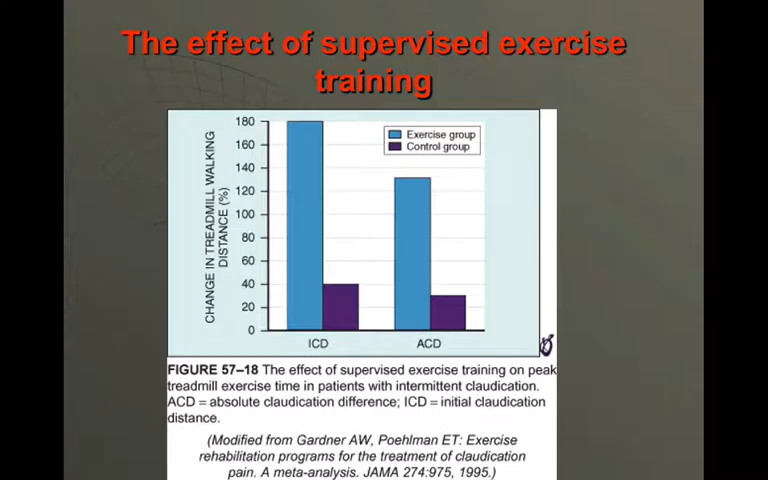 The effect of supervised exercise
training
CHANGE IN TREADMILL WALKING
DISTANCE (%)
180
160
140
120
100
80
60
40
20
0
Exercise group
Control group
ICD
ACD
FIGURE 57–18 The effect of supervised exercise training on peak
treadmill exercise time in patients with intermittent claudication.
ACD = absolute claudication difference; ICD = initial claudication
distance.
(Modified from Gardner AW, Poehlman ET: Exercise
rehabilitation programs for the treatment of claudication
pain. A meta-analysis. JAMA 274:975, 1995.)